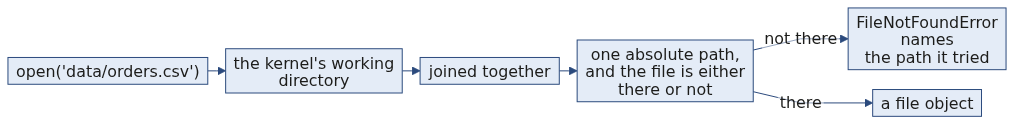 open('data/orders.csv')
the kernel's working
directory
joined together
one absolute path,
and the file is either
there or not
not there
FileNotFoundError
names
the path it tried
there
a file object